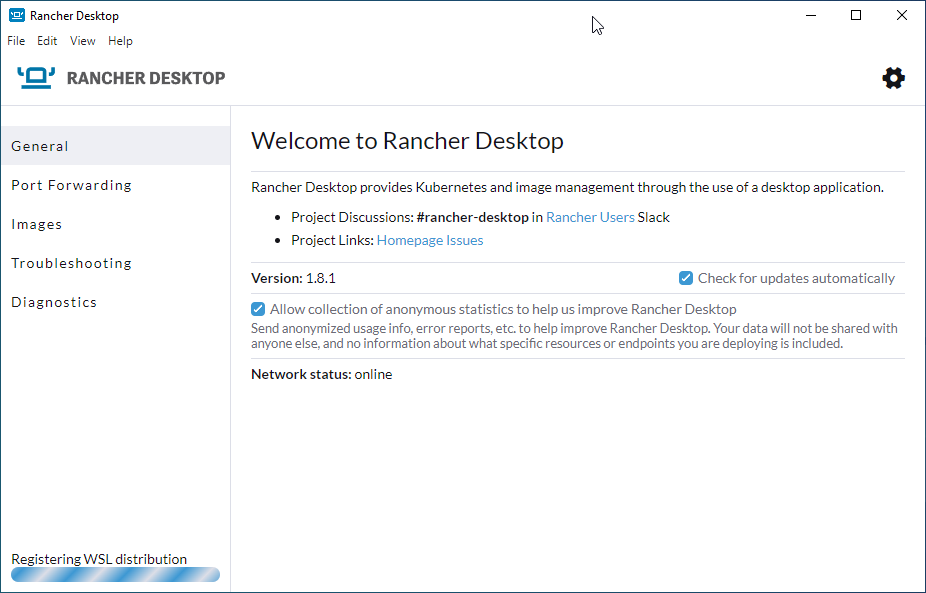 Rancher Desktop
File Edit View Help
RANCHER DESKTOP
General
Port Forwarding
Images
Troubleshooting
Diagnostics
Welcome to Rancher Desktop
Rancher Desktop provides Kubernetes and image management through the use of a desktop application.
• Project Discussions: #rancher-desktop in Rancher Users Slack
• Project Links: Homepage Issues
Version: 1.8.1 Check for updates automatically
Allow collection of anonymous statistics to help us improve Rancher Desktop
Send anonymized usage info, error reports, etc. to help improve Rancher Desktop. Your data will not be shared with
anyone else, and no information about what specific resources or endpoints you are deploying is included.
Network status: online
Registering WSL distribution